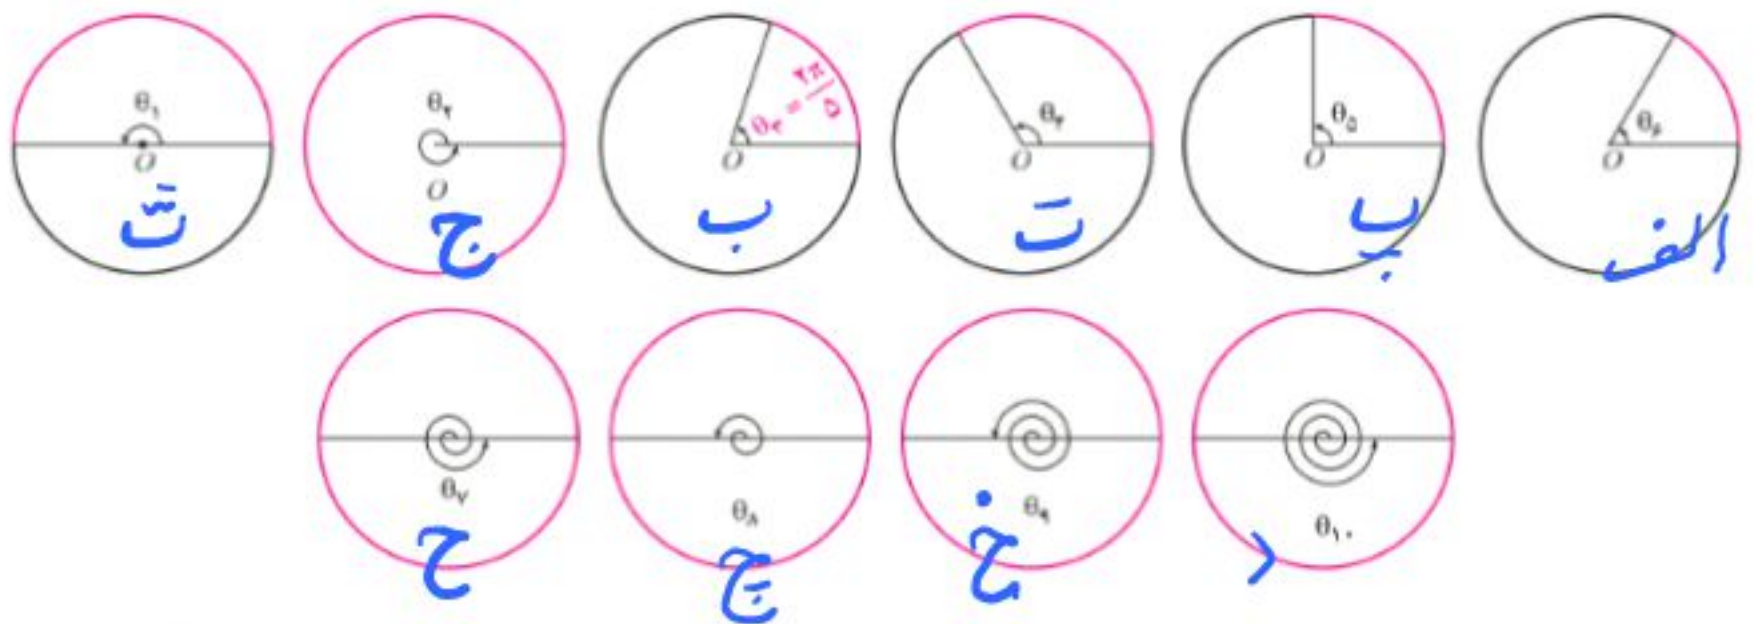 θ₁ θ₂ θ₃ = ۲π/۵ θ₄ θ₅ θ₆
O O O O O O
ث ج ب ت پ الف
θ₇ θ₈ θ₉ θ₁₀
ح چ خ د